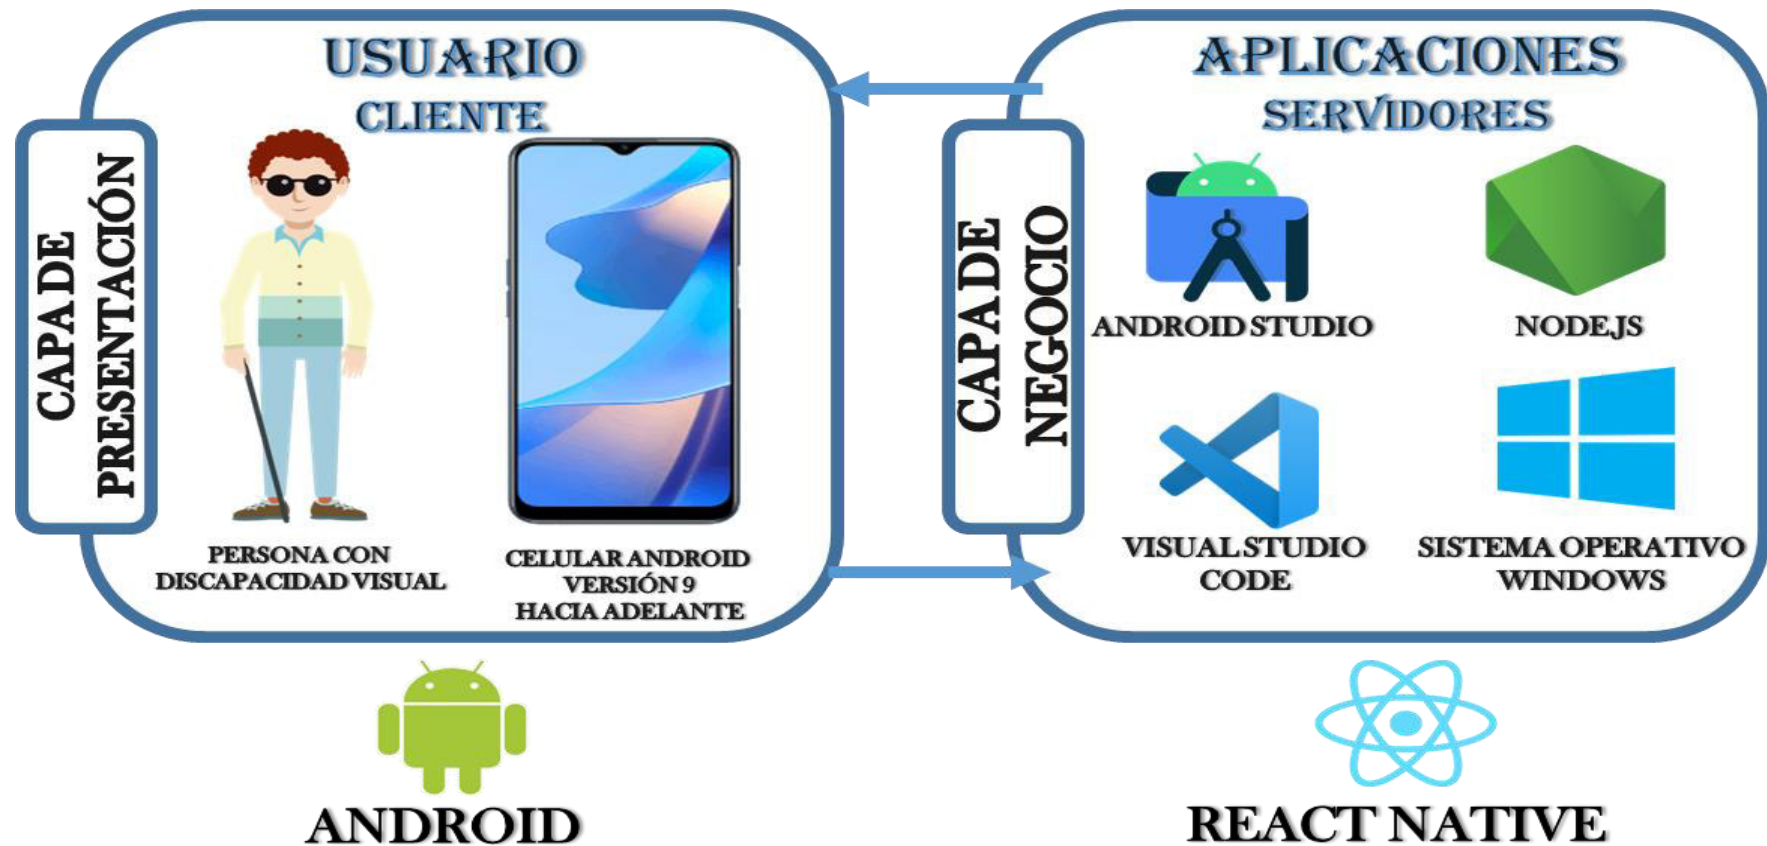 USUARIO
CLIENTE
CAPA DE
PRESENTACIÓN
PERSONA CON
DISCAPACIDAD VISUAL
CELULAR ANDROID
VERSIÓN 9
HACIA ADELANTE
ANDROID
APLICACIONES
SERVIDORES
CAPA DE
NEGOCIO
ANDROID STUDIO
NODEJS
VISUAL STUDIO
CODE
SISTEMA OPERATIVO
WINDOWS
REACT NATIVE